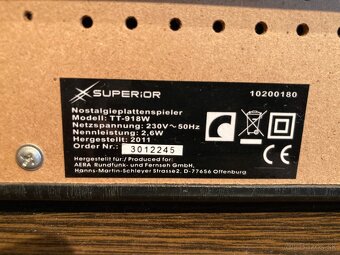 SUPERIOR
10200180
Nostalgieplattenspieler
Modell: TT-918W
Netzspannung: 230V~50Hz
Nennleistung: 2,6W
Hergestellt: 2011
Order Nr.: 3012245
Hergestellt für/Produced for:
AERA Rundfunk- und Fernseh GmbH,
Hanns-Martin-Schleyer Strasse2, D-77656 Offenburg